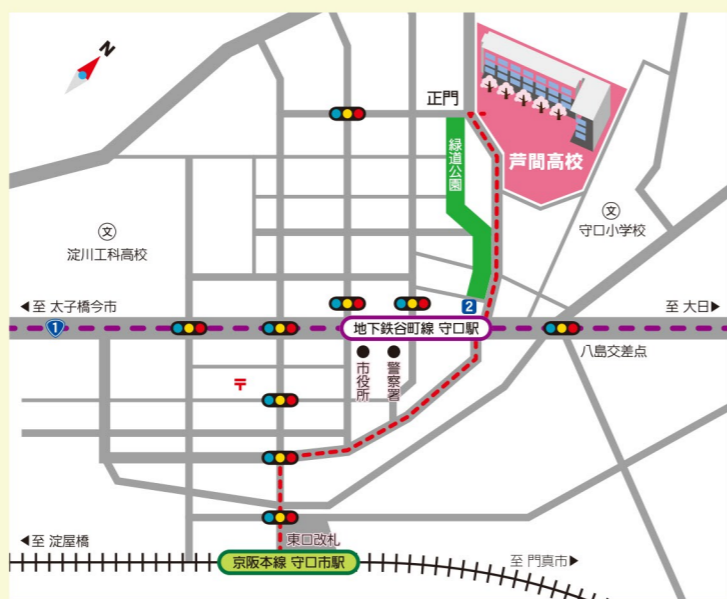 N
正門
芦間高校
緑道公園
文
淀川工科高校
文
守口小学校
◀至 太子橋今市
2
至 大日▶
1
地下鉄谷町線 守口駅
八島交差点
市役所
警察署
〒
◀至 淀屋橋
東口改札
京阪本線 守口市駅
至 門真市▶